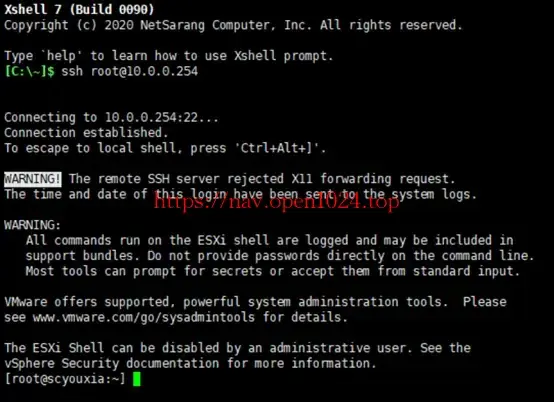 Xshell 7 (Build 0090)
Copyright (c) 2020 NetSarang Computer, Inc. All rights reserved.
Type `help' to learn how to use Xshell prompt.
[C:\~]$ ssh root@10.0.0.254
Connecting to 10.0.0.254:22...
Connection established.
To escape to local shell, press 'Ctrl+Alt+]'.
WARNING! The remote SSH server rejected X11 forwarding request.
The time and date of this login have been sent to the system logs.
https://nav.open1024.top
WARNING:
All commands run on the ESXi shell are logged and may be included in
support bundles. Do not provide passwords directly on the command line.
Most tools can prompt for secrets or accept them from standard input.
VMware offers supported, powerful system administration tools.  Please
see www.vmware.com/go/sysadmintools for details.
The ESXi Shell can be disabled by an administrative user. See the
vSphere Security documentation for more information.
[root@scyouxia:~]